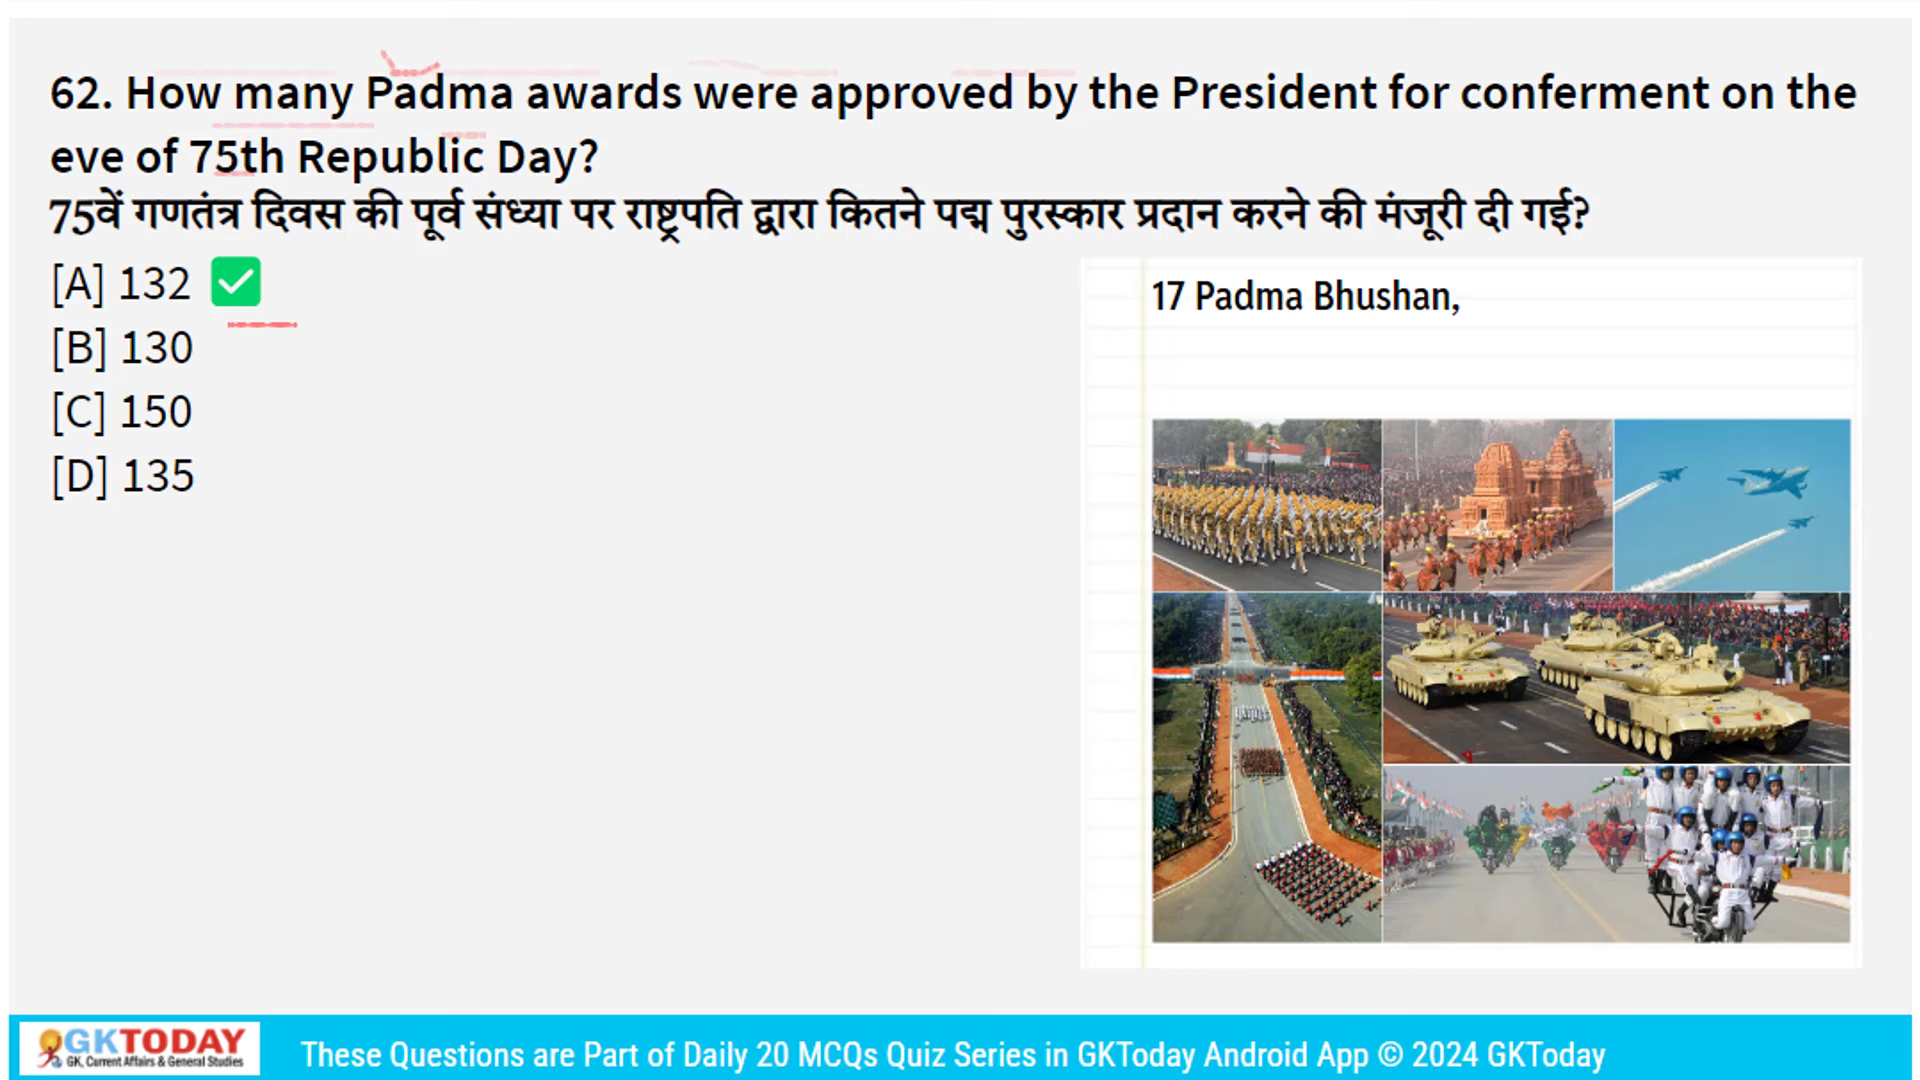 62. How many Padma awards were approved by the President for conferment on the
eve of 75th Republic Day?
75वें गणतंत्र दिवस की पूर्व संध्या पर राष्ट्रपति द्वारा कितने पद्म पुरस्कार प्रदान करने की मंजूरी दी गई?
[A] 132
[B] 130
[C] 150
[D] 135
17 Padma Bhushan,
GKTODAY
GK, Current Affairs & General Studies
These Questions are Part of Daily 20 MCQs Quiz Series in GKToday Android App © 2024 GKToday